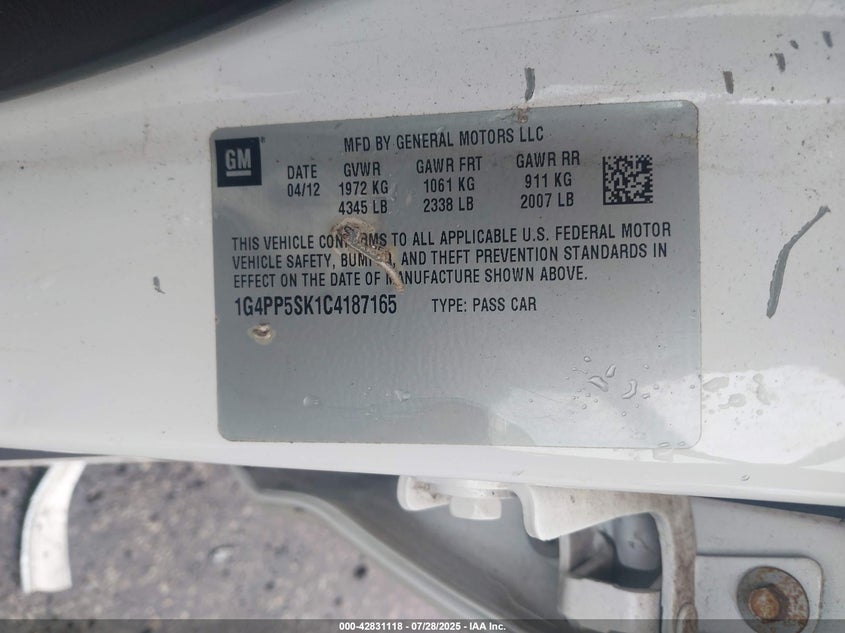 MFD BY GENERAL MOTORS LLC
GM
DATE GVWR GAWR FRT GAWR RR
04/12 1972 KG 1061 KG 911 KG
4345 LB 2338 LB 2007 LB
THIS VEHICLE CONFORMS TO ALL APPLICABLE U.S. FEDERAL MOTOR
VEHICLE SAFETY, BUMPER, AND THEFT PREVENTION STANDARDS IN
EFFECT ON THE DATE OF MANUFACTURE SHOWN ABOVE.
1G4PP5SK1C4187165 TYPE: PASS CAR
000-42831118 | 07/28/2025 - IAA Inc.